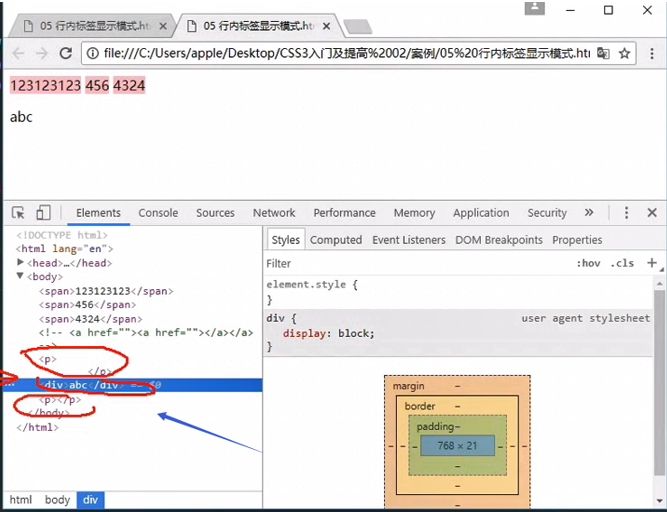 05 行内标签显示模式.htm
05 行内标签显示模式.htm
file:///C:/Users/apple/Desktop/CSS3入门及提高%2002/案例/05%20行内标签显示模式.htm
123123123 456 4324
abc
Elements Console Sources Network Performance Memory Application Security »
<!DOCTYPE html>
<html lang="en">
<head>…</head>
<body>
<span>123123123</span>
<span>456</span>
<span>4324</span>
<!-- <a href=""><a href=""></a></a>
-->
<p>
</p>
<div>abc</div> == $0
<p></p>
</body>
</html>
html body div
Styles Computed Event Listeners DOM Breakpoints Properties
Filter :hov .cls +
element.style {
}
div { user agent stylesheet
display: block;
}
margin –
border –
padding –
– – – 768 × 21 – – –
–
–
–